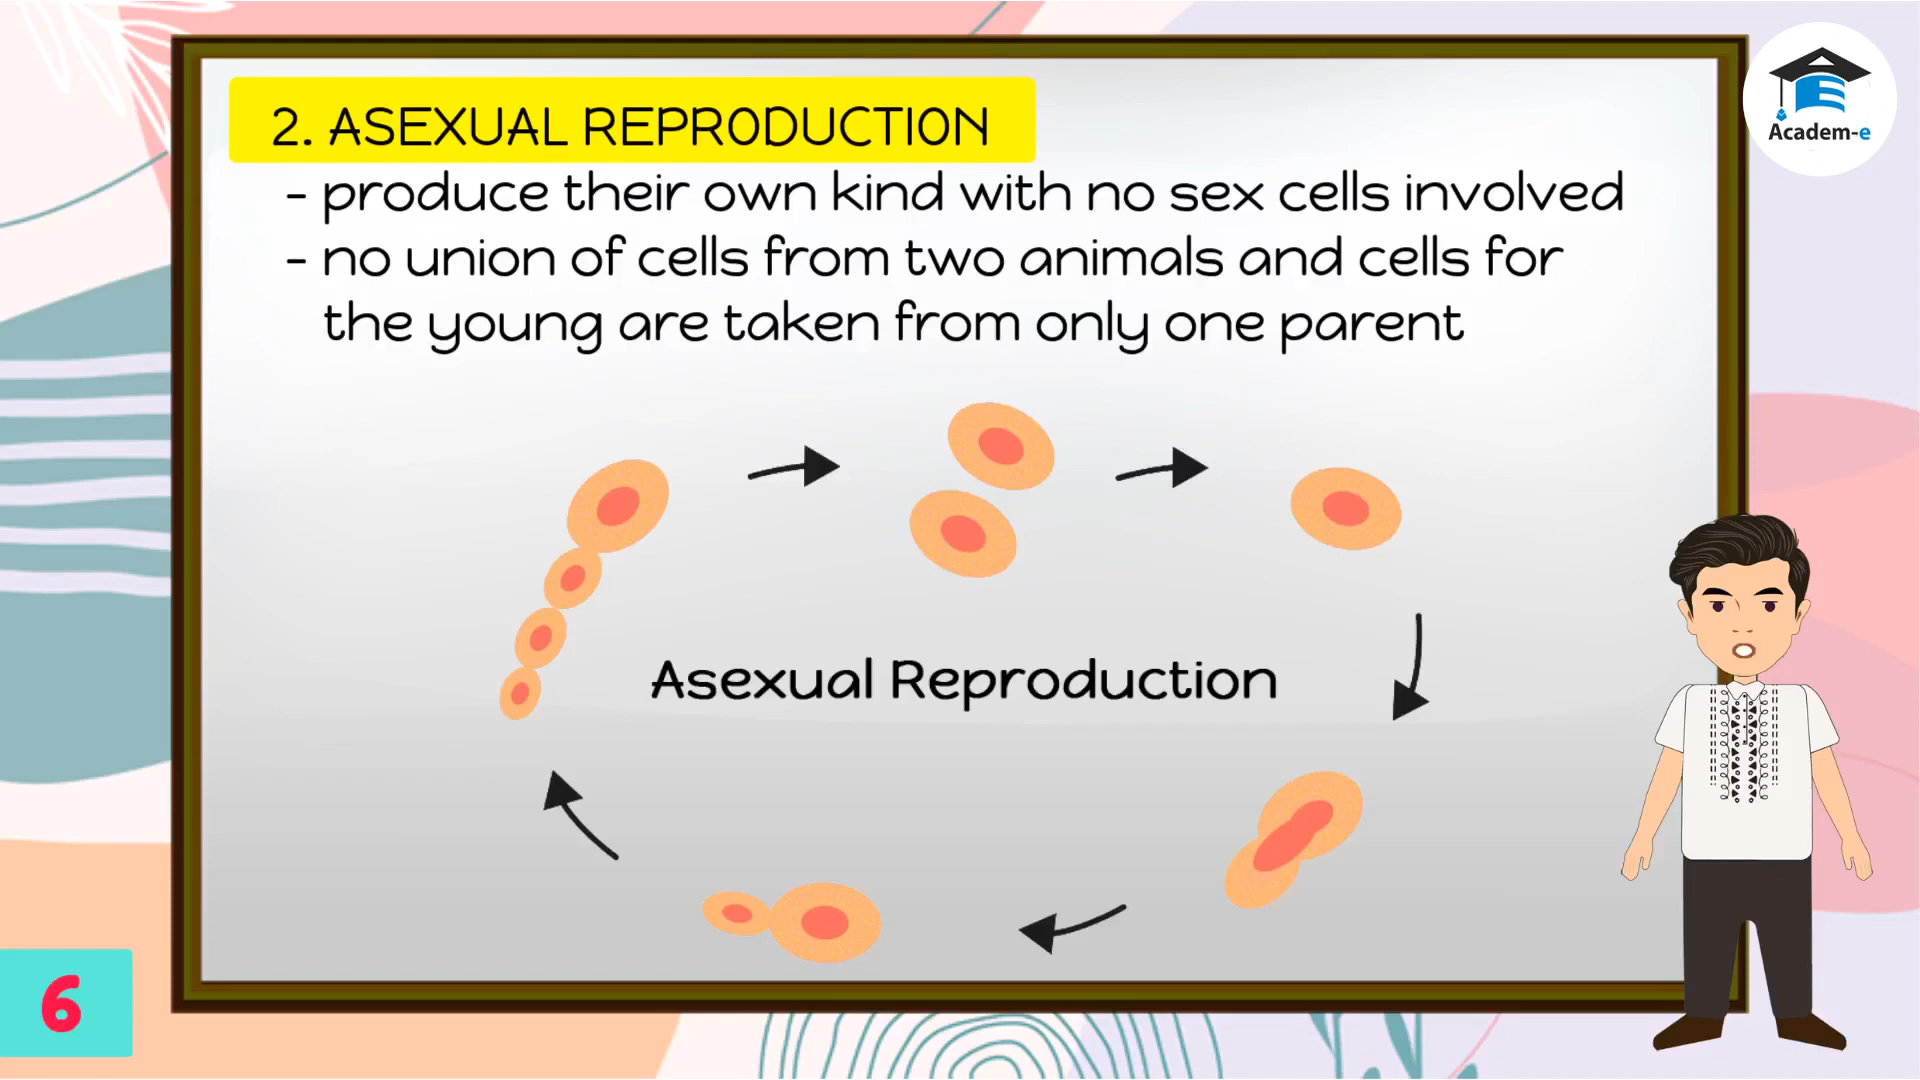 2. ASEXUAL REPRODUCTION
- produce their own kind with no sex cells involved
- no union of cells from two animals and cells for
the young are taken from only one parent
Asexual Reproduction
Academ-e
6